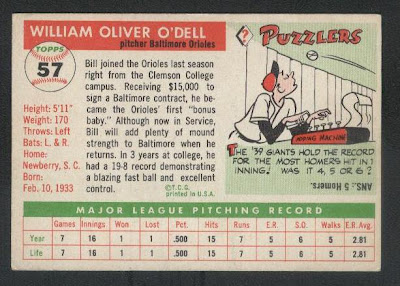 WILLIAM OLIVER O'DELL
pitcher Baltimore Orioles
TOPPS
57
Height: 5'11"
Weight: 170
Throws: Left
Bats: L. & R.
Home:
Newberry, S. C.
Born:
Feb. 10, 1933
Bill joined the Orioles last season
right from the Clemson College
campus. Receiving $15,000 to
sign a Baltimore contract, he be-
came the Orioles' first "bonus
baby." Although now in Service,
Bill will add plenty of mound
strength to Baltimore when he
returns. In 3 years at college, he
had a 19-8 record demonstrating
a blazing fast ball and excellent
control.
©T.C.G.
printed in U.S.A.
?
PUZZLERS
ADDING MACHINE
THE '39 GIANTS HOLD THE RECORD
FOR THE MOST HOMERS HIT IN 1
INNING! WAS IT 4, 5 OR 6?
ANS. 5 Homers.
MAJOR LEAGUE PITCHING RECORD
Games Innings Won Lost Pct. Hits Runs E.R. S.O. Walks E.R. Avg.
Year 7 16 1 1 .500 15 7 5 5 5 2.81
Life 7 16 1 1 .500 15 7 5 5 5 2.81